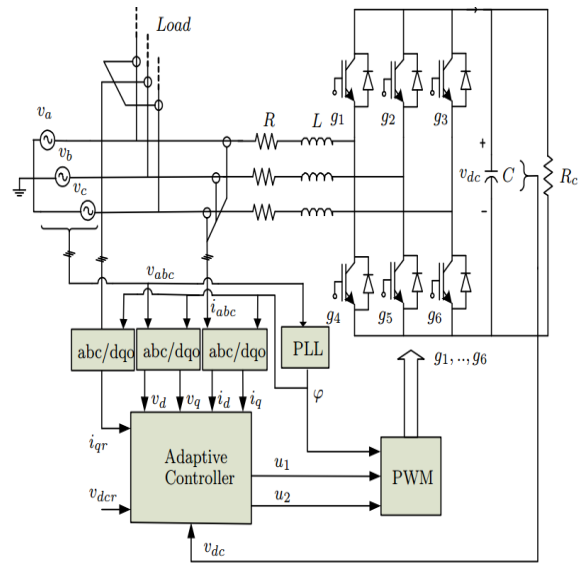 Load
v_a
v_b
v_c
R
L
g_1
g_2
g_3
v_dc
C
R_c
+
-
g_4
g_5
g_6
v_abc
i_abc
abc/dqo
abc/dqo
abc/dqo
PLL
φ
g_1,..,g_6
v_d
v_q
i_d
i_q
i_qr
v_dcr
Adaptive
Controller
u_1
u_2
PWM
v_dc